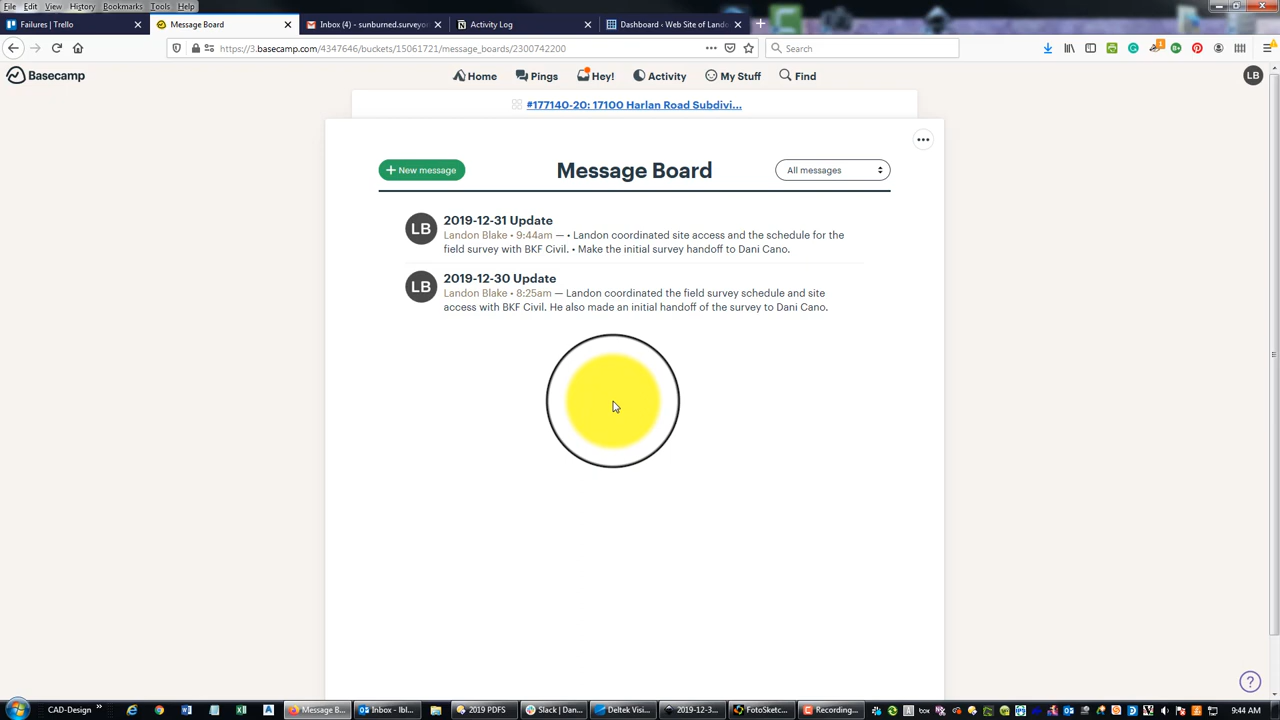 File Edit View History Bookmarks Tools Help
Failures | Trello
Message Board
Inbox (4) - sunburned.surveyor
Activity Log
Dashboard ‹ Web Site of Lando
https://3.basecamp.com/4347646/buckets/15061721/message_boards/2300742200
Search
Basecamp
Home
Pings
Hey!
Activity
My Stuff
Find
LB
#177140-20: 17100 Harlan Road Subdivi...
+ New message
Message Board
All messages
LB
2019-12-31 Update
Landon Blake • 9:44am — • Landon coordinated site access and the schedule for the
field survey with BKF Civil. • Make the initial survey handoff to Dani Cano.
LB
2019-12-30 Update
Landon Blake • 8:25am — Landon coordinated the field survey schedule and site
access with BKF Civil. He also made an initial handoff of the survey to Dani Cano.
?
CAD-Design
Message B...
Inbox - lbl...
2019 PDFS
Slack | Dan...
Deltek Visi...
2019-12-3...
FotoSketc...
Recording...
9:44 AM